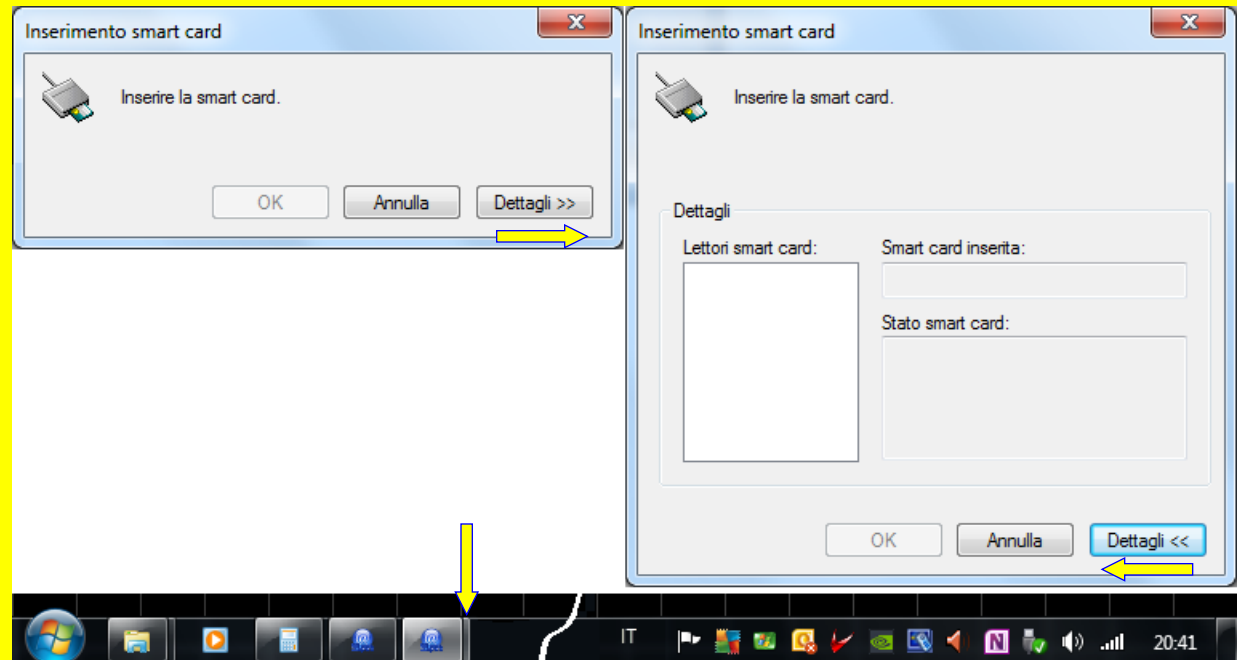 Inserimento smart card
Inserire la smart card.
OK
Annulla
Dettagli >>
Inserimento smart card
Inserire la smart card.
Dettagli
Lettori smart card:
Smart card inserita:
Stato smart card:
OK
Annulla
Dettagli <<
IT
N
20:41